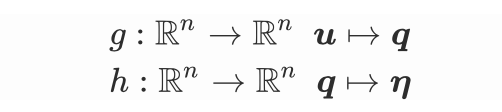 g : ℝⁿ → ℝⁿ 𝒖 ↦ 𝒒
h : ℝⁿ → ℝⁿ 𝒒 ↦ 𝜼